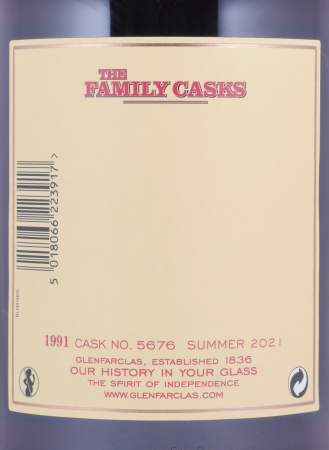 THE
FAMILY CASKS
5 018066 223917 >
1991 CASK NO. 5676 SUMMER 2021
GLENFARCLAS, ESTABLISHED 1836
OUR HISTORY IN YOUR GLASS
THE SPIRIT OF INDEPENDENCE
WWW.GLENFARCLAS.COM